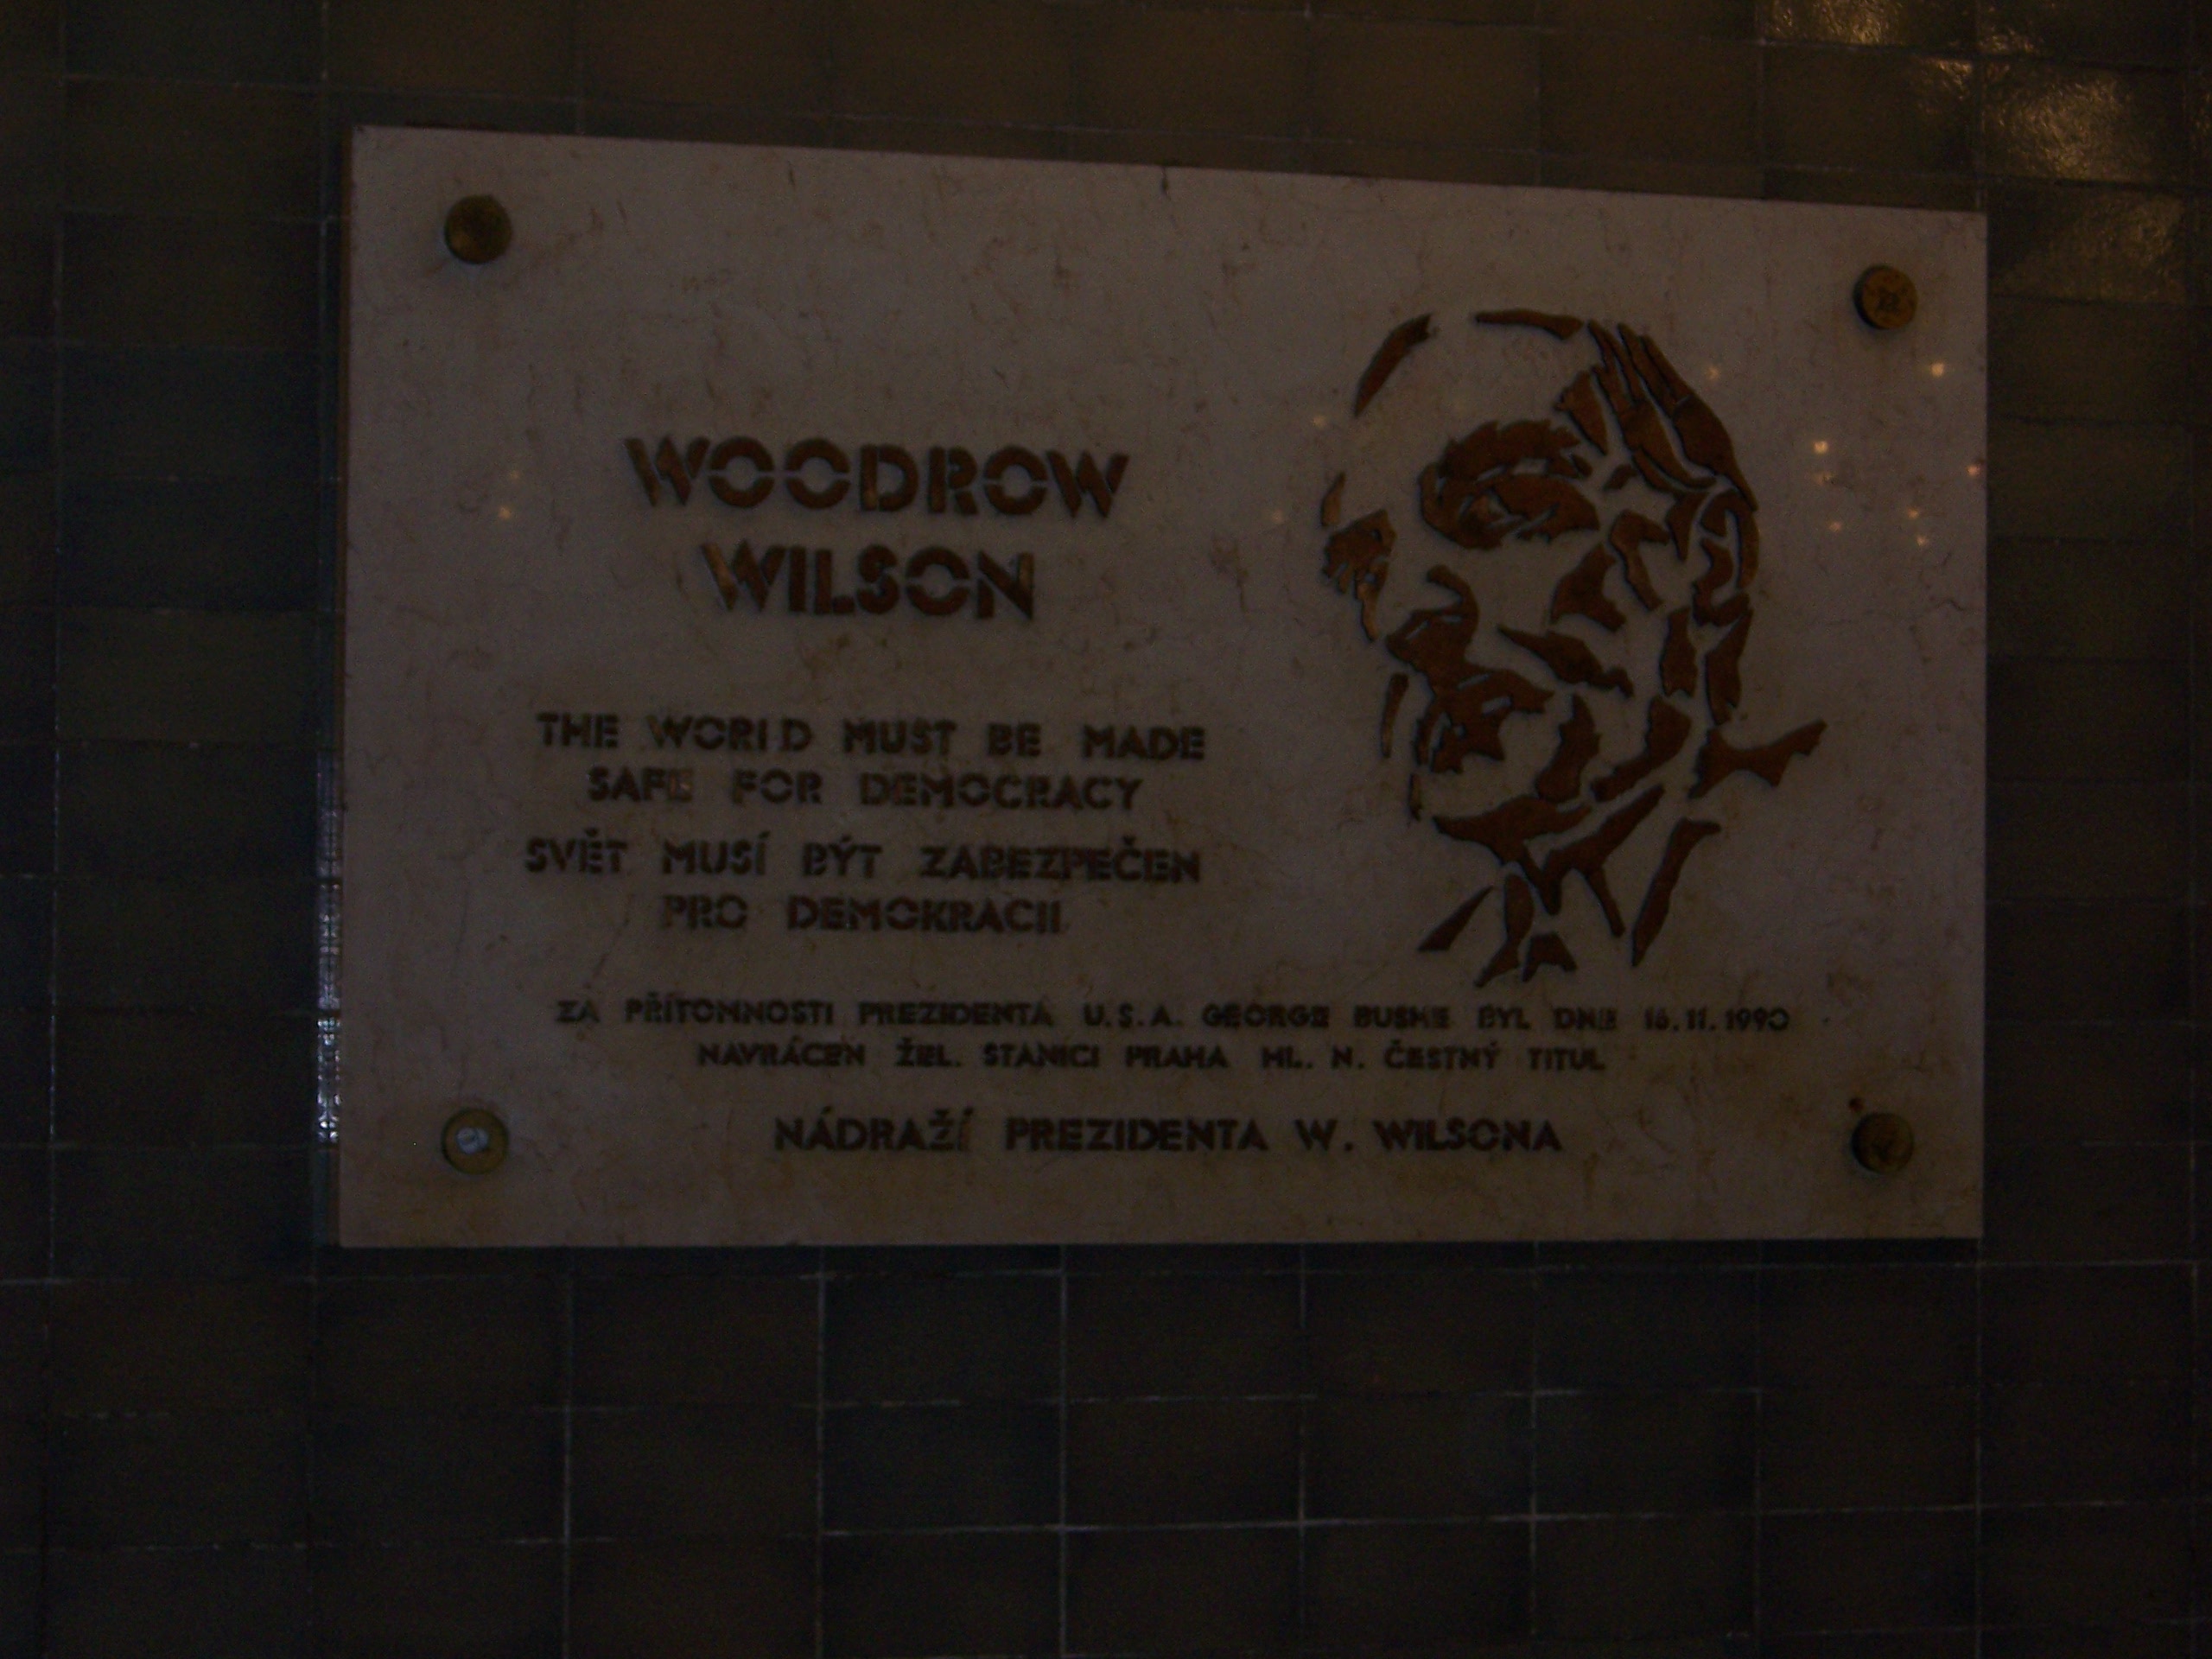 WOODROW
WILSON
THE WORLD MUST BE MADE
SAFE FOR DEMOCRACY
SVĚT MUSÍ BÝT ZABEZPEČEN
PRO DEMOKRACII
ZA PŘÍTOMNOSTI PREZIDENTA U.S.A. GEORGE BUSHE BYL DNE 16.11.1990
NAVRÁCEN ŽEL. STANICI PRAHA HL. N. ČESTNÝ TITUL
NÁDRAŽÍ PREZIDENTA W. WILSONA